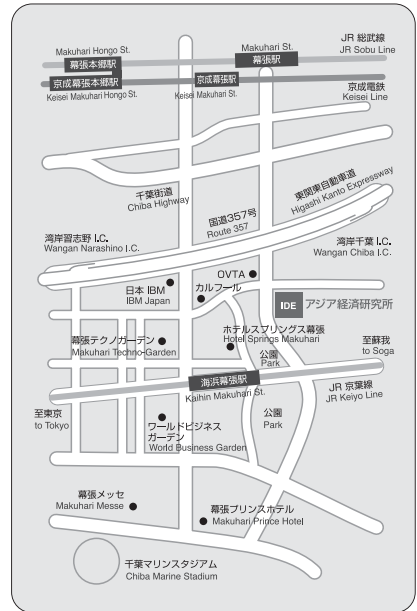 Makuhari Hongo St.
幕張本郷駅
Makuhari St.
幕張駅
JR 総武線
JR Sobu Line
京成幕張本郷駅
Keisei Makuhari Hongo St.
京成幕張駅
Keisei Makuhari St.
京成電鉄
Keisei Line
千葉街道
Chiba Highway
東関東自動車道
Higashi Kanto Expressway
国道357号
Route 357
湾岸習志野 I.C.
Wangan Narashino I.C.
湾岸千葉 I.C.
Wangan Chiba I.C.
OVTA
日本 IBM
IBM Japan
カルフール
IDE アジア経済研究所
幕張テクノガーデン
Makuhari Techno-Garden
ホテルスプリングス幕張
Hotel Springs Makuhari
公園
Park
至蘇我
to Soga
海浜幕張駅
Kaihin Makuhari St.
JR 京葉線
JR Keiyo Line
至東京
to Tokyo
公園
Park
ワールドビジネス
ガーデン
World Business Garden
幕張メッセ
Makuhari Messe
幕張プリンスホテル
Makuhari Prince Hotel
千葉マリンスタジアム
Chiba Marine Stadium